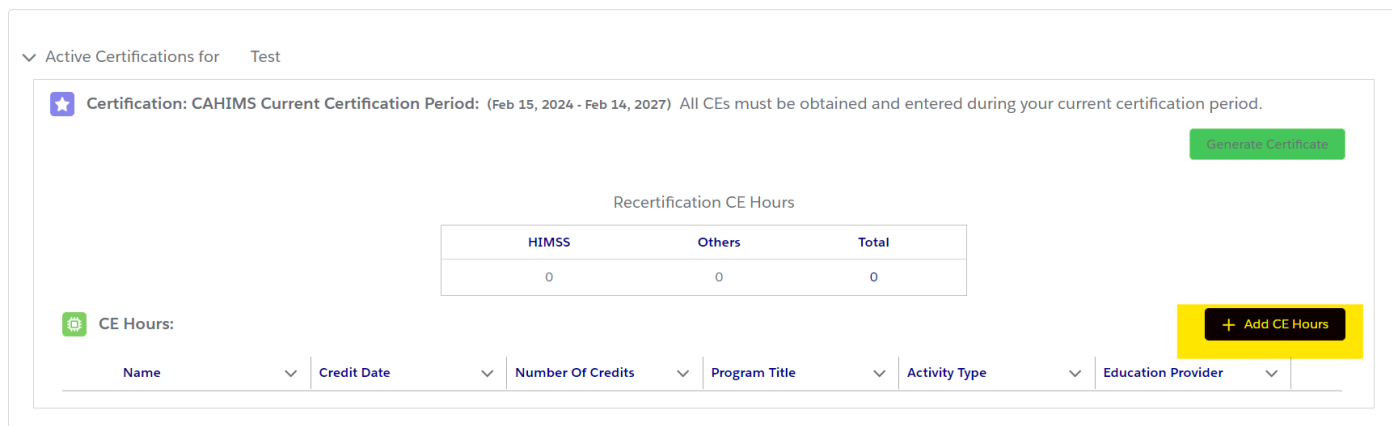 Active Certifications for Test
Certification: CAHIMS Current Certification Period: (Feb 15, 2024 - Feb 14, 2027) All CEs must be obtained and entered during your current certification period.
Generate Certificate
Recertification CE Hours
HIMSS Others Total
0 0 0
CE Hours:
+ Add CE Hours
Name Credit Date Number Of Credits Program Title Activity Type Education Provider